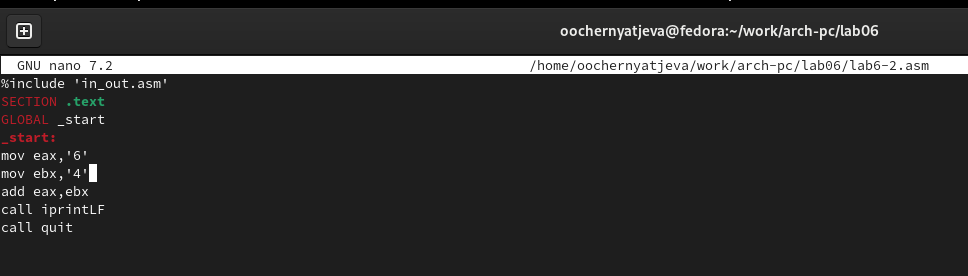 oochernyatjeva@fedora:~/work/arch-pc/lab06
GNU nano 7.2 /home/oochernyatjeva/work/arch-pc/lab06/lab6-2.asm
%include 'in_out.asm'
SECTION .text
GLOBAL _start
_start:
mov eax,'6'
mov ebx,'4'
add eax,ebx
call iprintLF
call quit